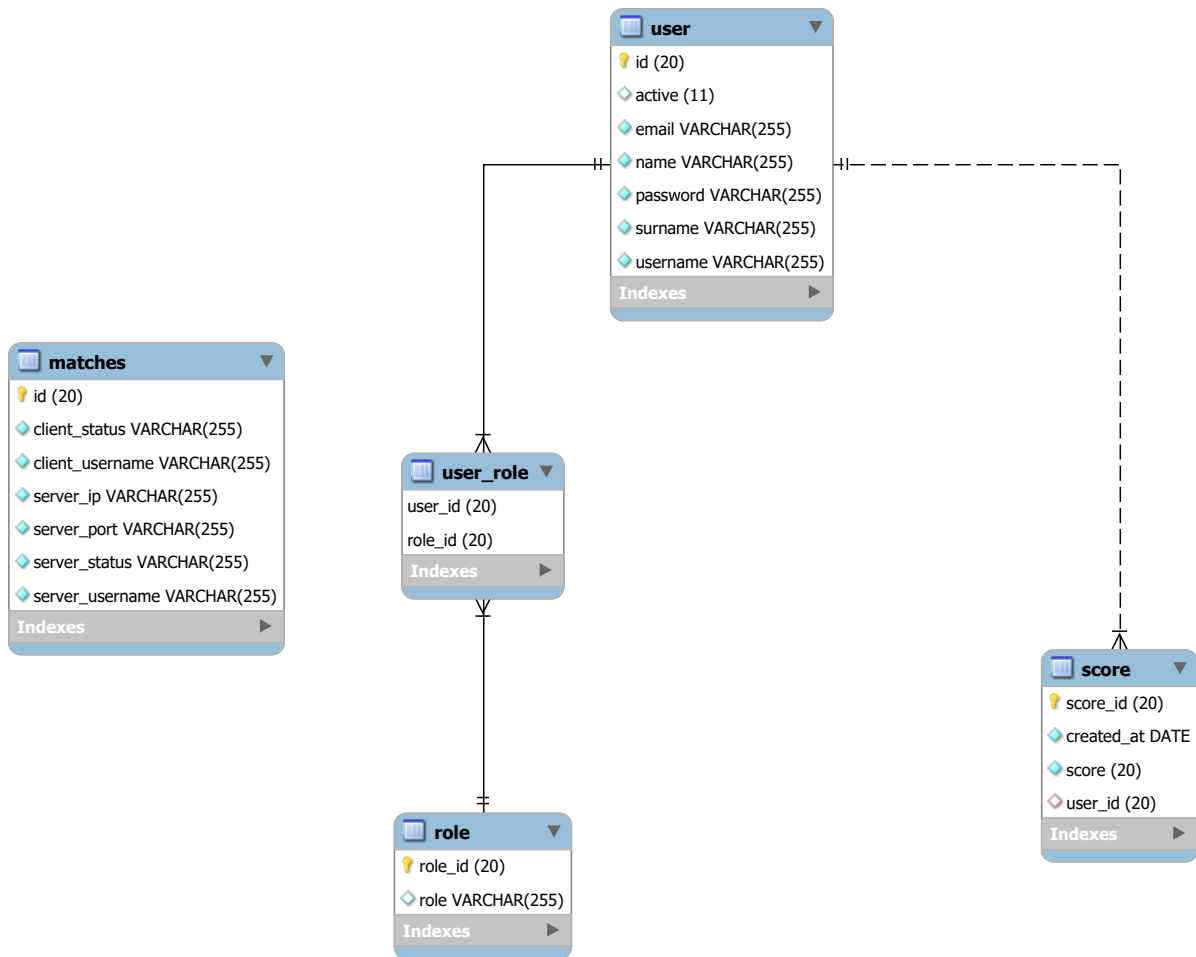 user
id (20)
active (11)
email VARCHAR(255)
name VARCHAR(255)
password VARCHAR(255)
surname VARCHAR(255)
username VARCHAR(255)
Indexes
matches
id (20)
client_status VARCHAR(255)
client_username VARCHAR(255)
server_ip VARCHAR(255)
server_port VARCHAR(255)
server_status VARCHAR(255)
server_username VARCHAR(255)
Indexes
user_role
user_id (20)
role_id (20)
Indexes
score
score_id (20)
created_at DATE
score (20)
user_id (20)
Indexes
role
role_id (20)
role VARCHAR(255)
Indexes